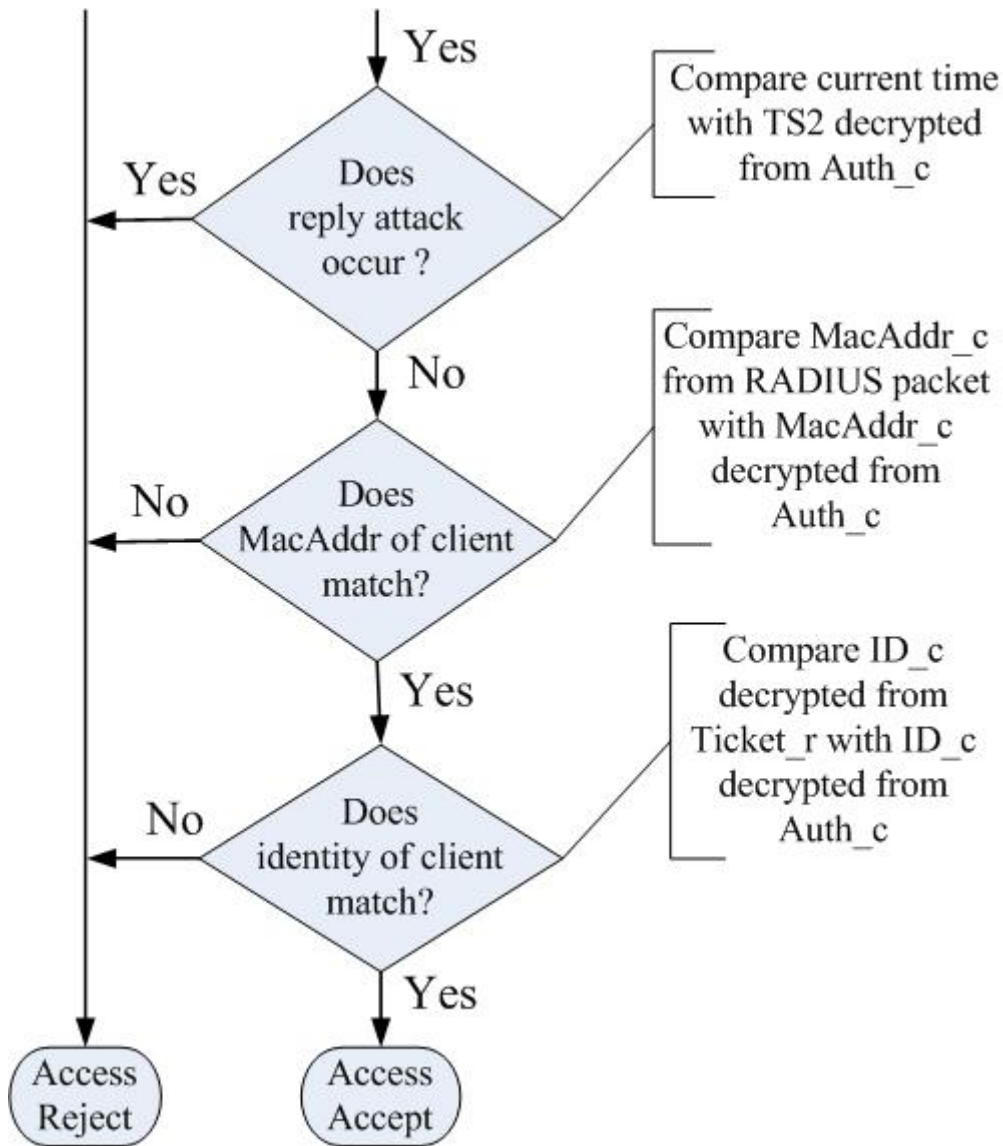 Yes
Compare current time
with TS2 decrypted
from Auth_c
Yes
Does
reply attack
occur ?
No
Compare MacAddr_c
from RADIUS packet
with MacAddr_c
decrypted from
Auth_c
No
Does
MacAddr of client
match?
Yes
Compare ID_c
decrypted from
Ticket_r with ID_c
decrypted from
Auth_c
No
Does
identity of client
match?
Yes
Access
Reject
Access
Accept